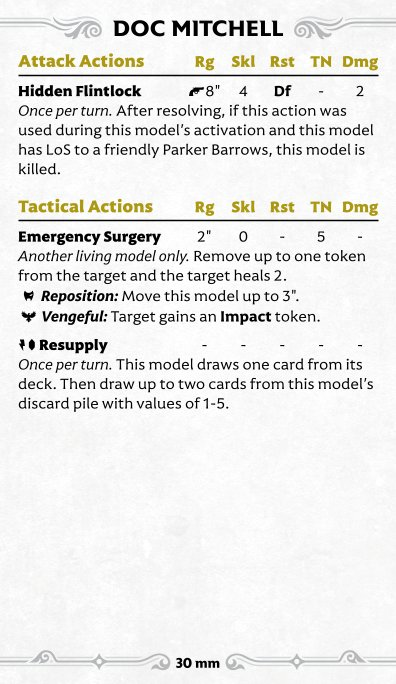 DOC MITCHELL
Attack Actions Rg Skl Rst TN Dmg
Hidden Flintlock 8" 4 Df - 2
Once per turn. After resolving, if this action was
used during this model's activation and this model
has LoS to a friendly Parker Barrows, this model is
killed.
Tactical Actions Rg Skl Rst TN Dmg
Emergency Surgery 2" 0 - 5 -
Another living model only. Remove up to one token
from the target and the target heals 2.
Reposition: Move this model up to 3".
Vengeful: Target gains an Impact token.
Resupply - - - - -
Once per turn. This model draws one card from its
deck. Then draw up to two cards from this model's
discard pile with values of 1-5.
30 mm